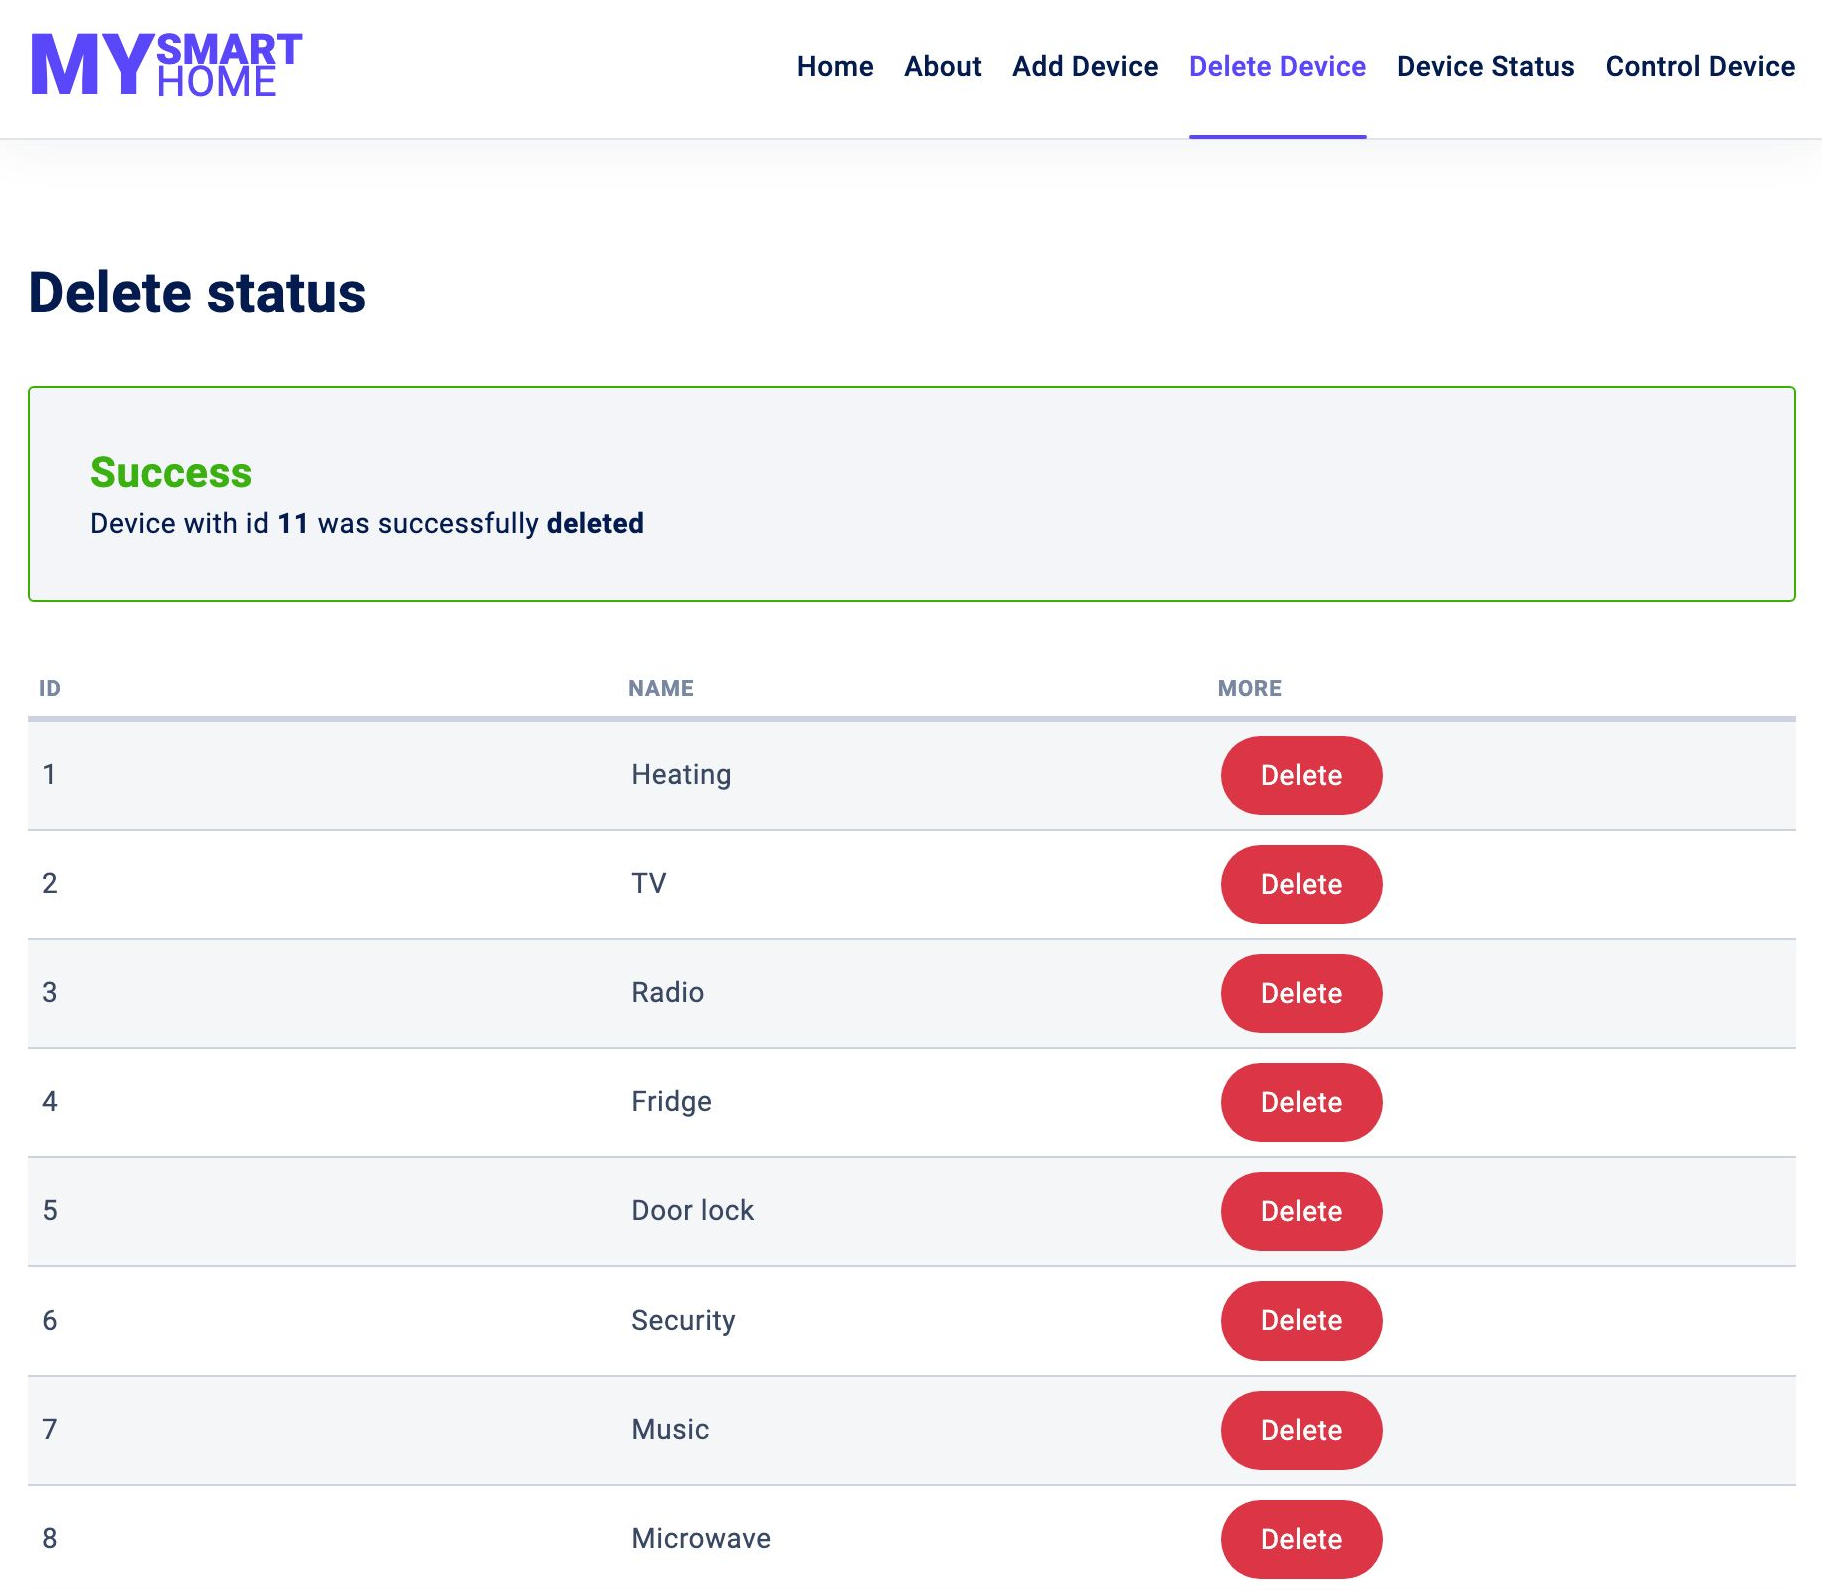 MY SMART HOME
Home About Add Device Delete Device Device Status Control Device
Delete status
Success
Device with id 11 was successfully deleted
ID NAME MORE
1 Heating Delete
2 TV Delete
3 Radio Delete
4 Fridge Delete
5 Door lock Delete
6 Security Delete
7 Music Delete
8 Microwave Delete